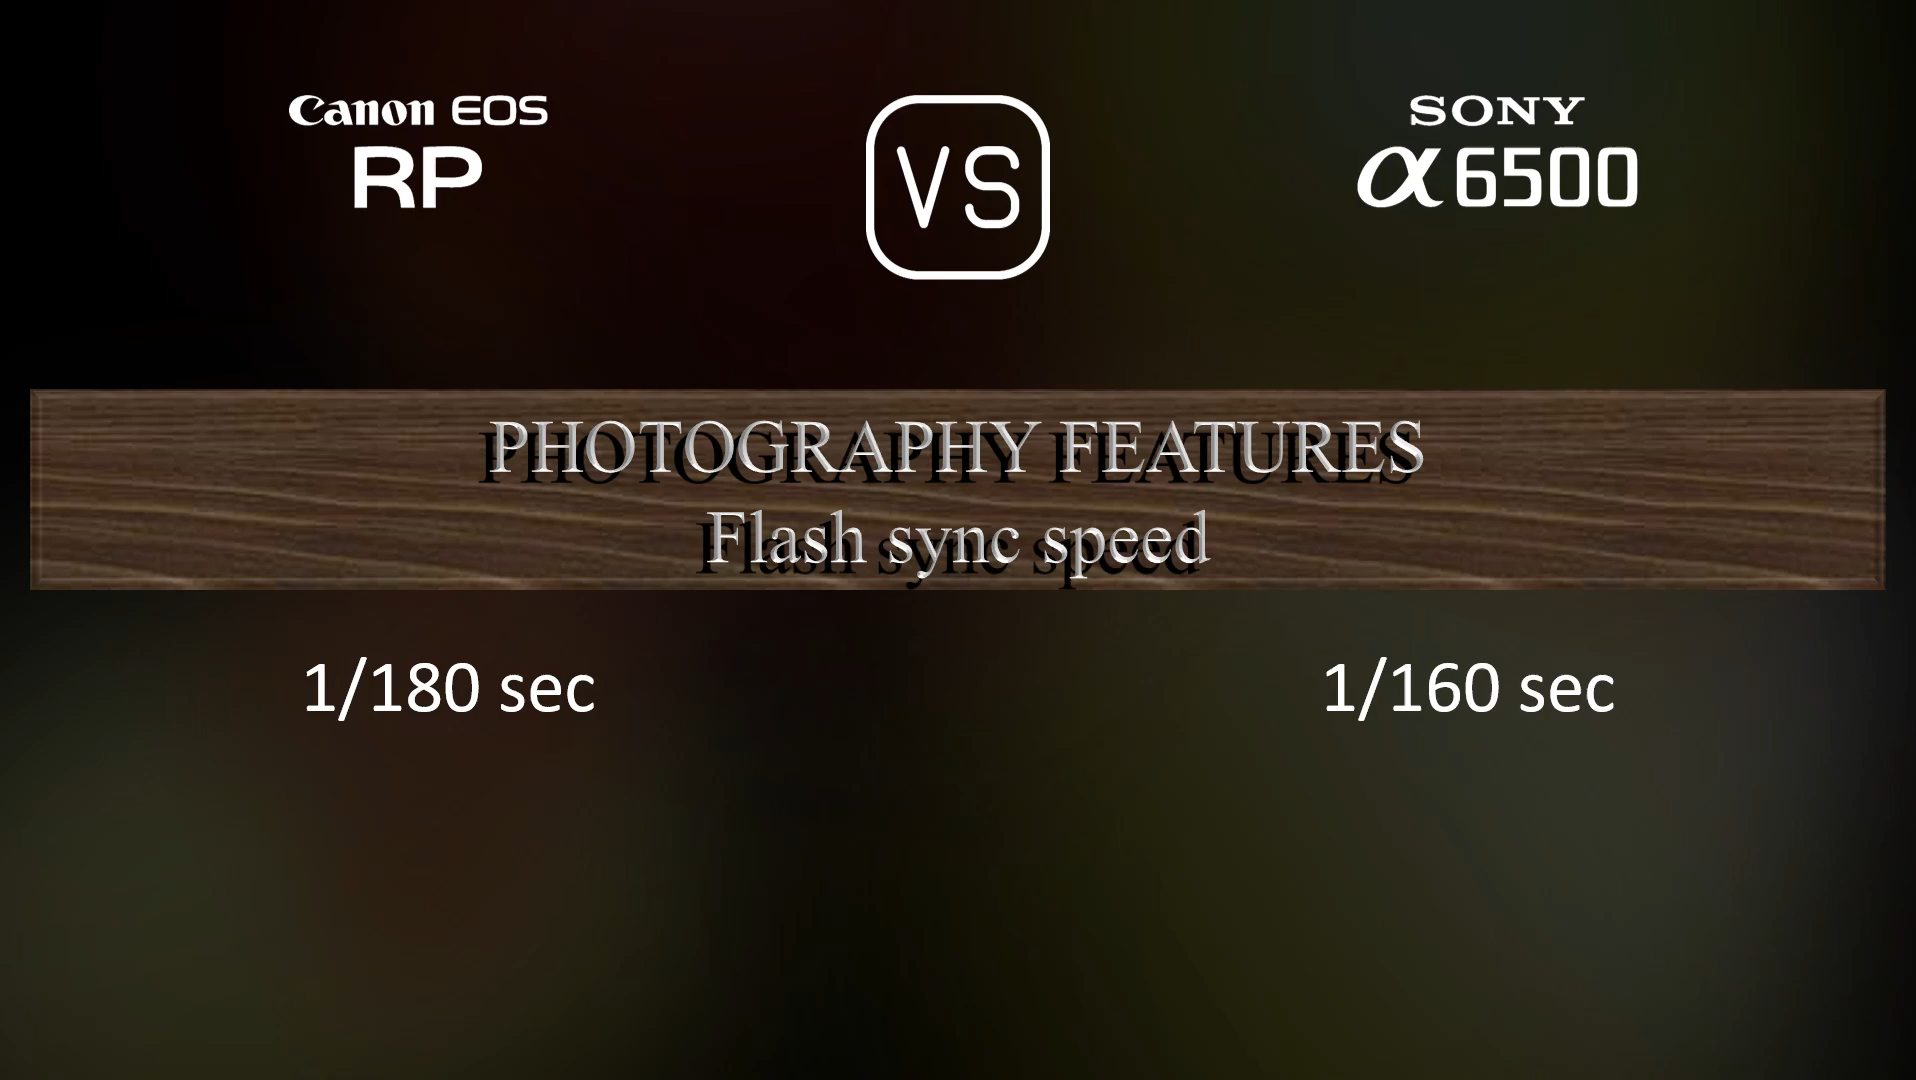 Canon EOS
RP
VS
SONY
α6500
PHOTOGRAPHY FEATURES
Flash sync speed
1/180 sec
1/160 sec